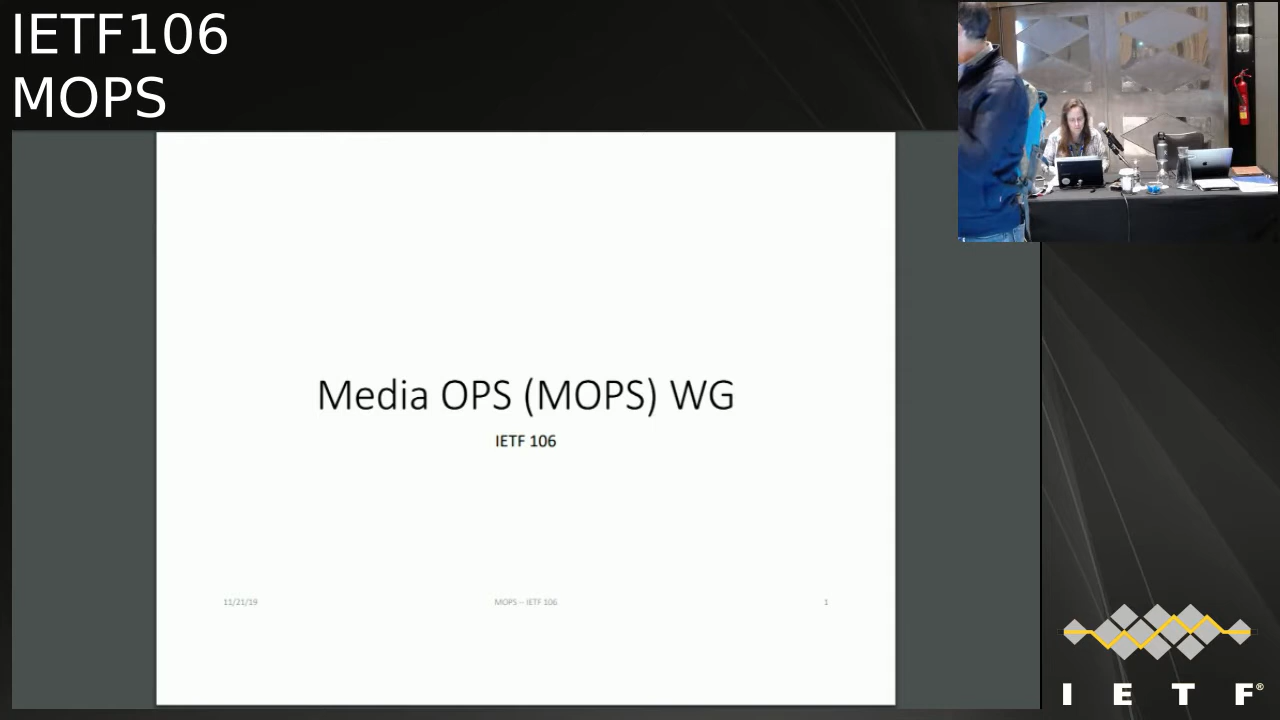 IETF106
MOPS
Media OPS (MOPS) WG
IETF 106
11/21/19
MOPS – IETF 106
1
I E T F®